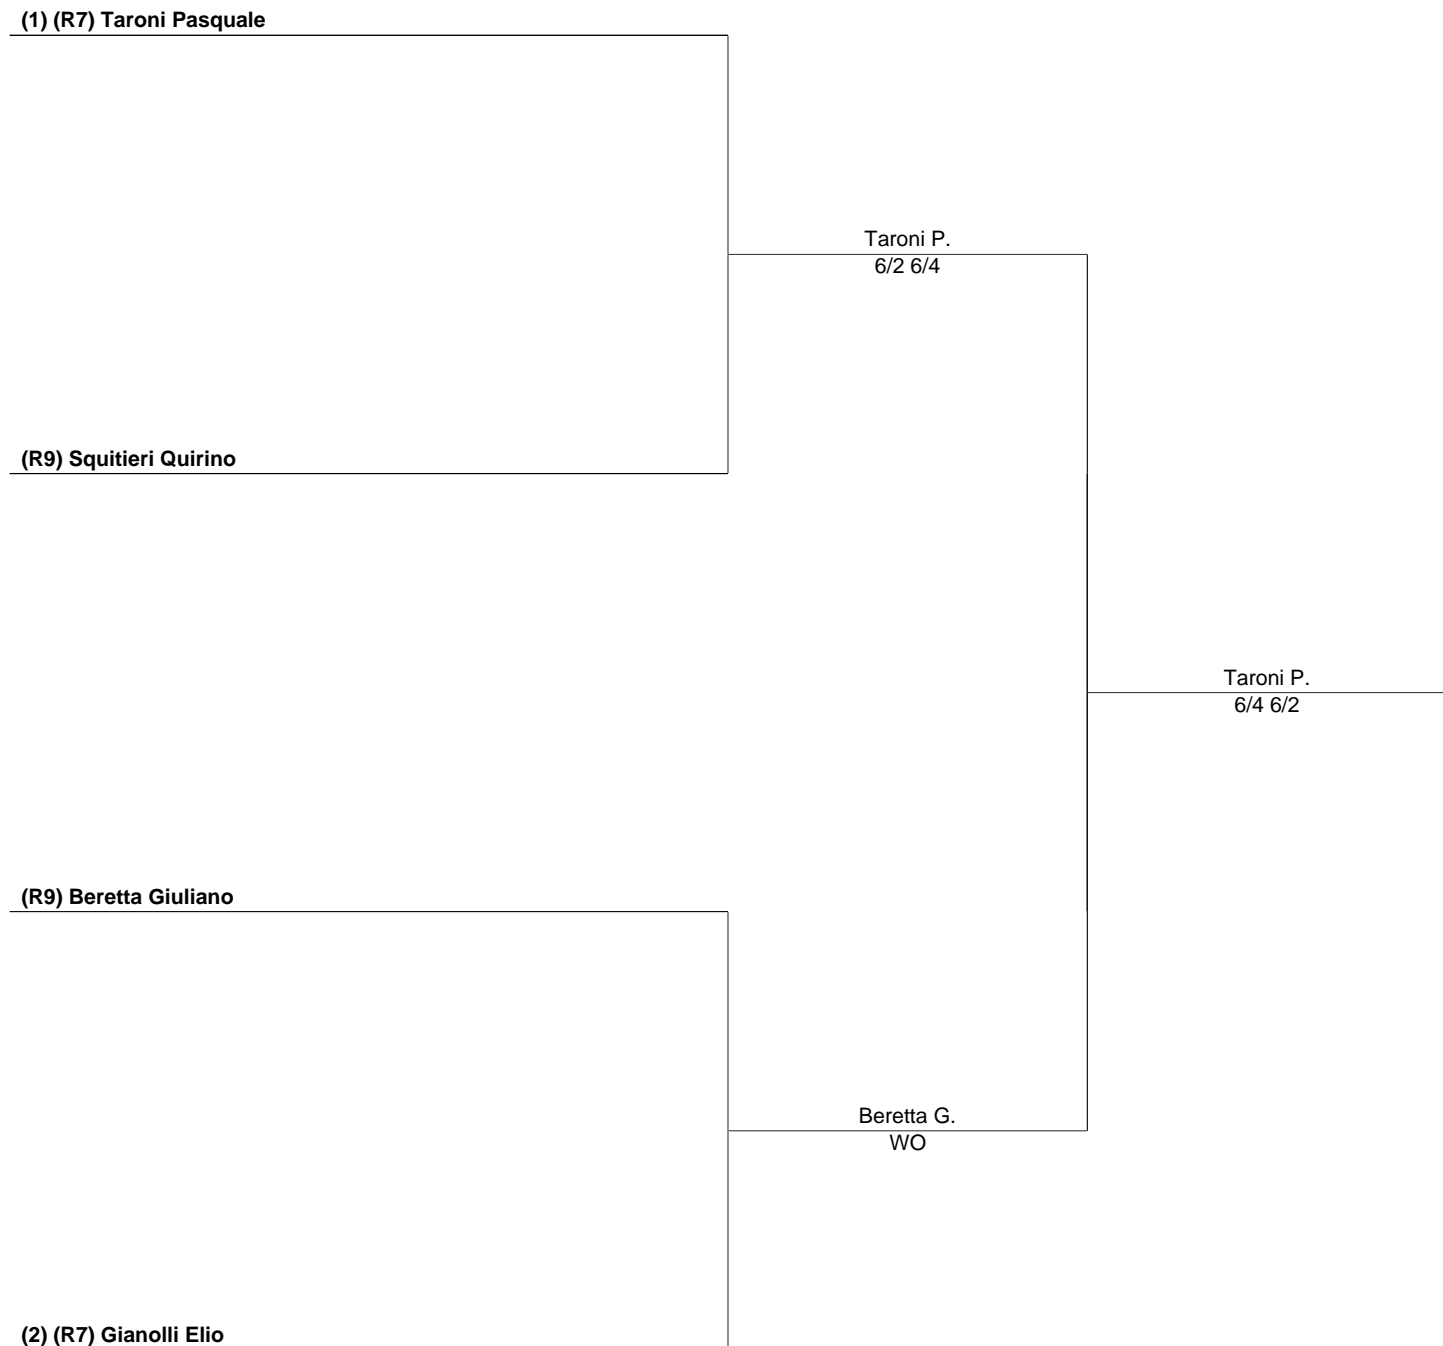 (1) (R7) Taroni Pasquale
Taroni P.
6/2 6/4
(R9) Squitieri Quirino
Taroni P.
6/4 6/2
(R9) Beretta Giuliano
Beretta G.
WO
(2) (R7) Gianolli Elio